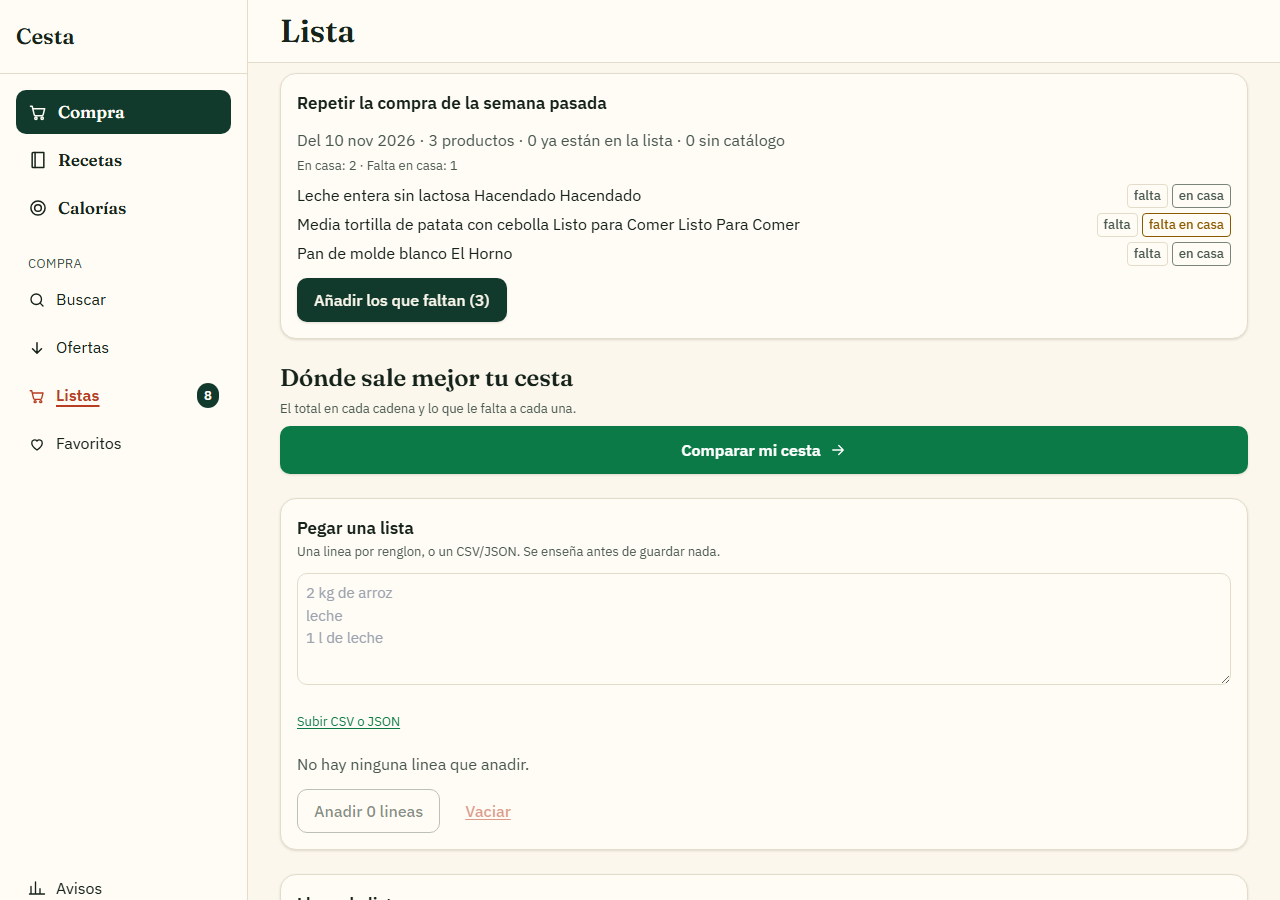 Cesta
Compra
Recetas
Calorías
COMPRA
Buscar
Ofertas
Listas 8
Favoritos
Avisos
Lista
Repetir la compra de la semana pasada
Del 10 nov 2026 · 3 productos · 0 ya están en la lista · 0 sin catálogo
En casa: 2 · Falta en casa: 1
Leche entera sin lactosa Hacendado Hacendado falta en casa
Media tortilla de patata con cebolla Listo para Comer Listo Para Comer falta falta en casa
Pan de molde blanco El Horno falta en casa
Añadir los que faltan (3)
Dónde sale mejor tu cesta
El total en cada cadena y lo que le falta a cada una.
Comparar mi cesta →
Pegar una lista
Una linea por renglon, o un CSV/JSON. Se enseña antes de guardar nada.
2 kg de arroz
leche
1 l de leche
Subir CSV o JSON
No hay ninguna linea que anadir.
Anadir 0 lineas Vaciar